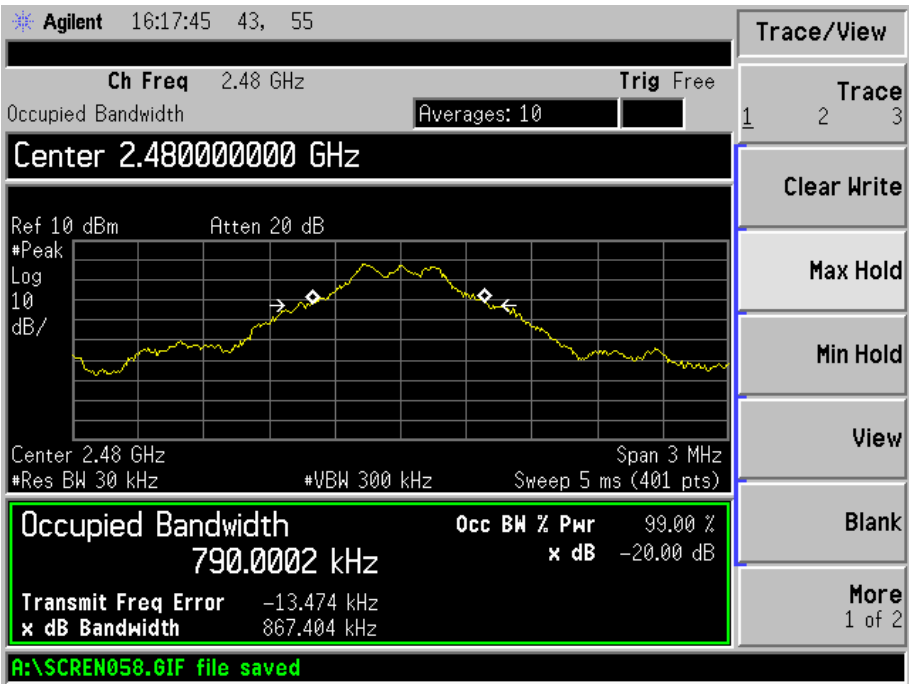 Agilent 16:17:45 43, 55
Ch Freq 2.48 GHz Trig Free
Occupied Bandwidth Averages: 10
Center 2.480000000 GHz
Ref 10 dBm Atten 20 dB
#Peak
Log
10
dB/
Center 2.48 GHz Span 3 MHz
#Res BW 30 kHz #VBW 300 kHz Sweep 5 ms (401 pts)
Occupied Bandwidth
790.0002 kHz
Occ BW % Pwr 99.00 %
x dB -20.00 dB
Transmit Freq Error -13.474 kHz
x dB Bandwidth 867.404 kHz
A:\SCREN058.GIF file saved
Trace/View
Trace
1 2 3
Clear Write
Max Hold
Min Hold
View
Blank
More
1 of 2